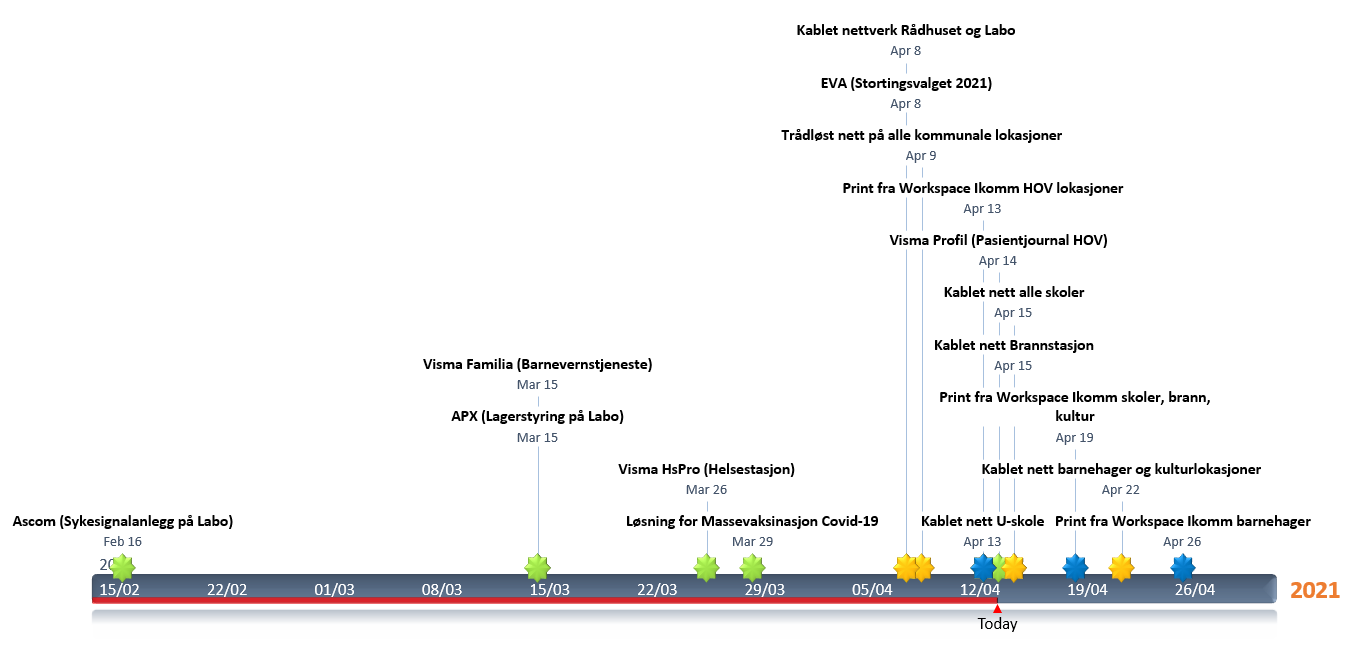 Kablet nettverk Rådhuset og Labo
Apr 8
EVA (Stortingsvalget 2021)
Apr 8
Trådløst nett på alle kommunale lokasjoner
Apr 9
Print fra Workspace Ikomm HOV lokasjoner
Apr 13
Visma Profil (Pasientjournal HOV)
Apr 14
Kablet nett alle skoler
Apr 15
Kablet nett Brannstasjon
Apr 15
Visma Familia (Barnevernstjeneste)
Mar 15
Print fra Workspace Ikomm skoler, brann,
kultur
Apr 19
APX (Lagerstyring på Labo)
Mar 15
Visma HsPro (Helsestasjon)
Mar 26
Kablet nett barnehager og kulturlokasjoner
Apr 22
Ascom (Sykesignalanlegg på Labo)
Feb 16
Løsning for Massevaksinasjon Covid-19
Mar 29
Kablet nett U-skole
Apr 13
Print fra Workspace Ikomm barnehager
Apr 26
15/02 22/02 01/03 08/03 15/03 22/03 29/03 05/04 12/04 19/04 26/04
2021
Today